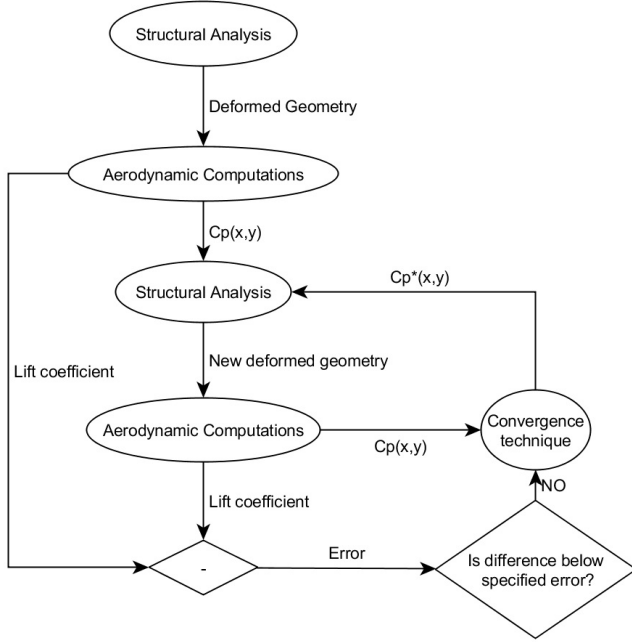 Structural Analysis
Deformed Geometry
Aerodynamic Computations
Cp(x,y)
Structural Analysis
Cp*(x,y)
New deformed geometry
Lift coefficient
Aerodynamic Computations
Cp(x,y)
Convergence
technique
NO
Lift coefficient
-
Error
Is difference below
specified error?